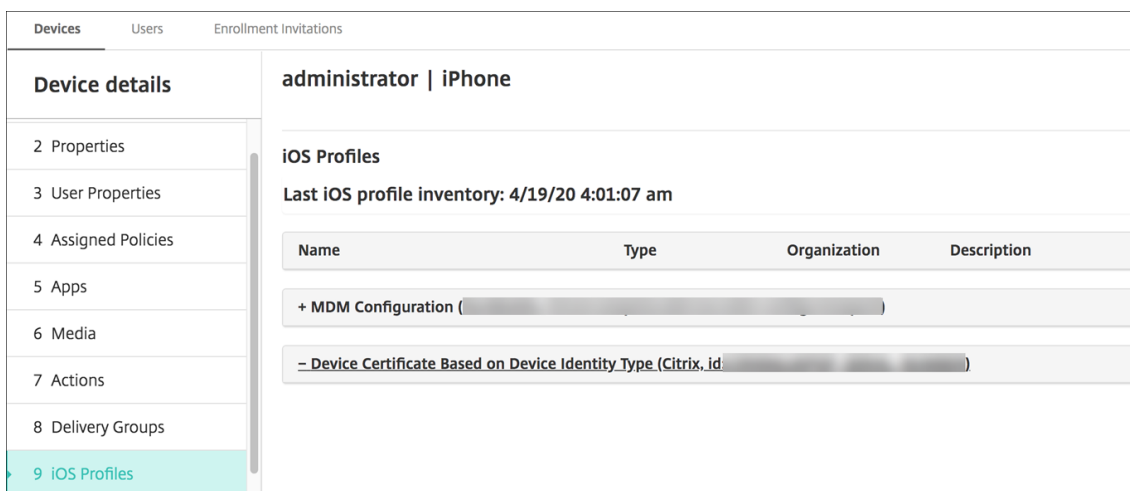 Devices Users Enrollment Invitations
Device details
administrator | iPhone
2 Properties
3 User Properties
4 Assigned Policies
5 Apps
6 Media
7 Actions
8 Delivery Groups
9 iOS Profiles
iOS Profiles
Last iOS profile inventory: 4/19/20 4:01:07 am
Name Type Organization Description
+ MDM Configuration ( )
– Device Certificate Based on Device Identity Type (Citrix, id: )